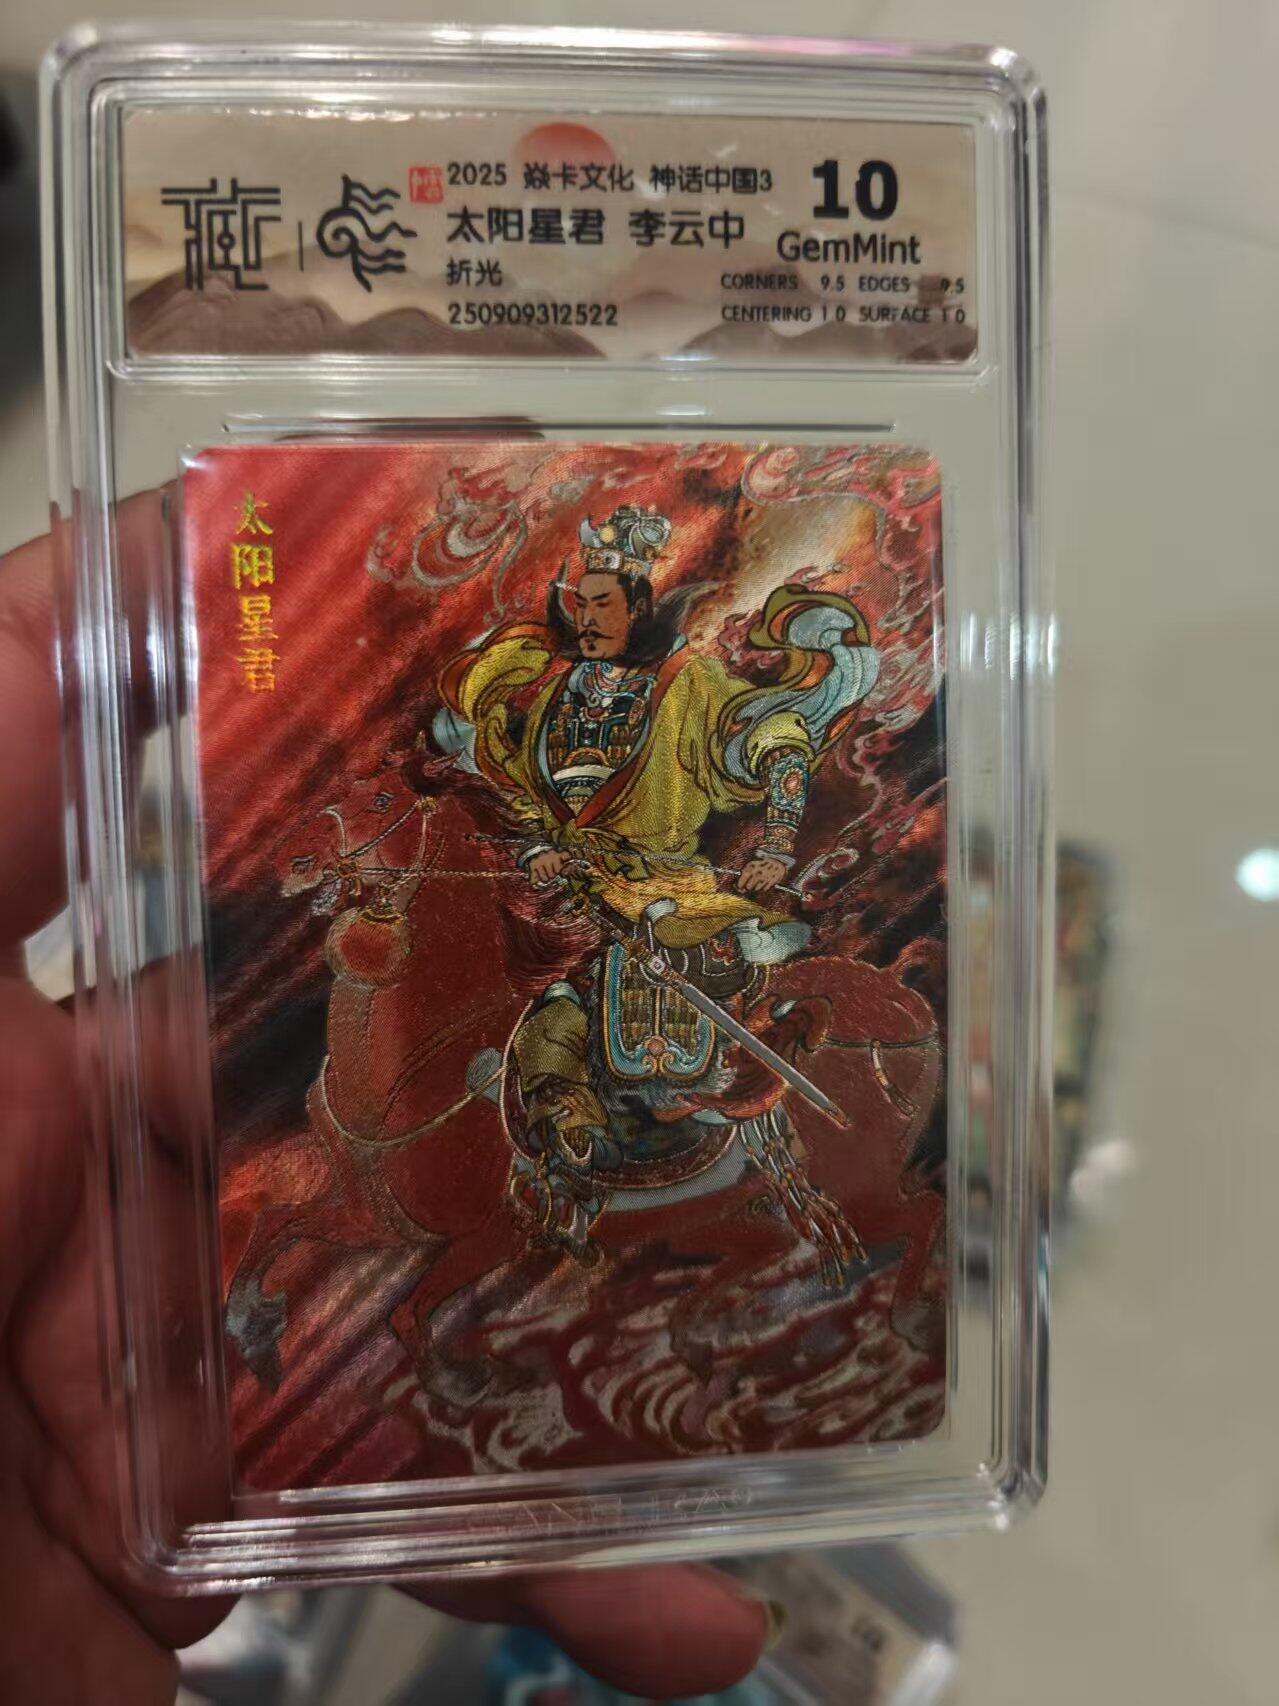 2025 焱卡文化 神话中国3
太阳星君 李云中
折光
250909312522
10
GemMint
CORNERS 9.5 EDGES 9.5
CENTERING 10 SURFACE 10
太阳星君